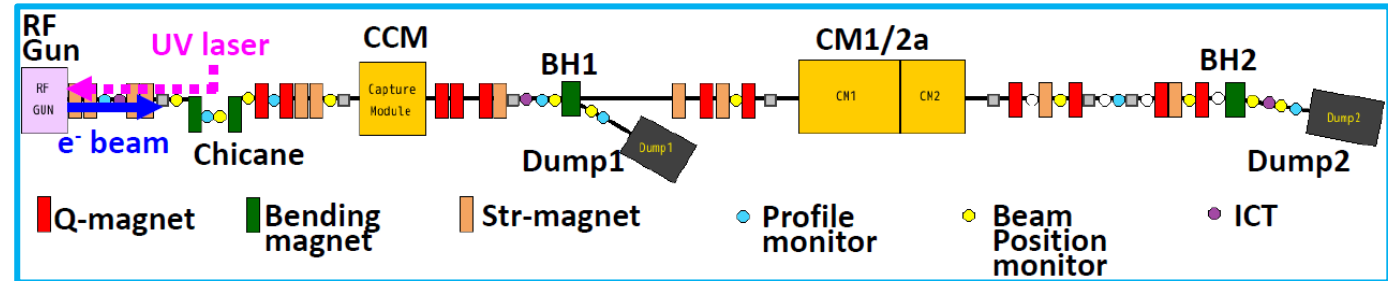 RF
Gun
UV laser
CCM
BH1
CM1/2a
BH2
RF
GUN
Capture
Module
CM1
CM2
e- beam
Chicane
Dump1
Dump1
Dump2
Dump2
Q-magnet
Bending
magnet
Str-magnet
Profile
monitor
Beam
Position
monitor
ICT